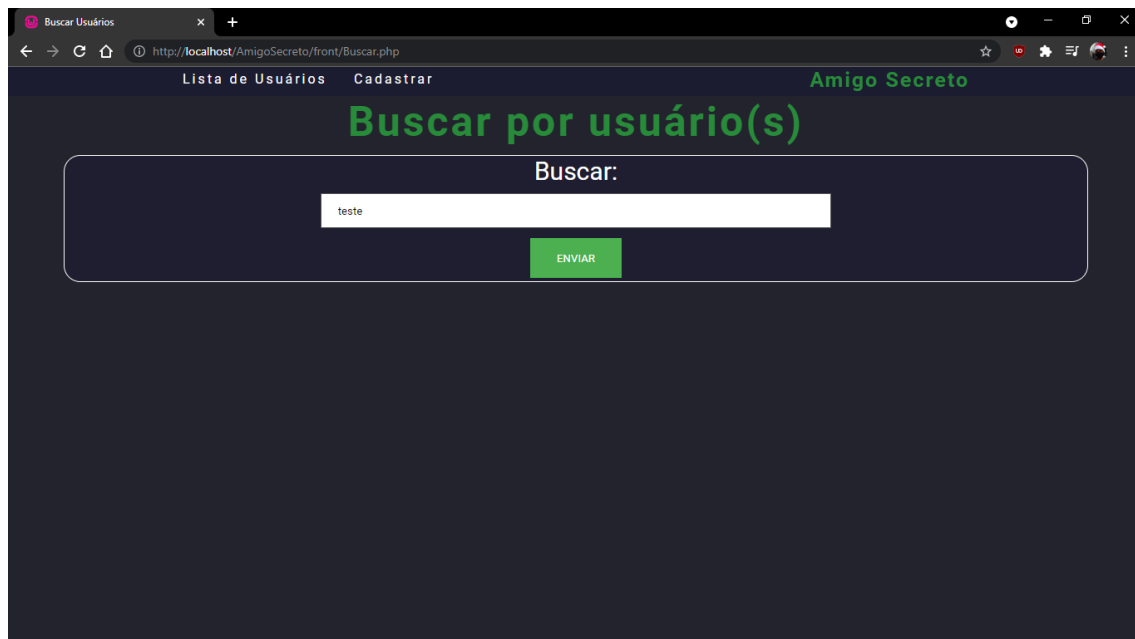 Buscar Usuários
http://localhost/AmigoSecreto/front/Buscar.php
Lista de Usuários Cadastrar Amigo Secreto
Buscar por usuário(s)
Buscar:
teste
ENVIAR